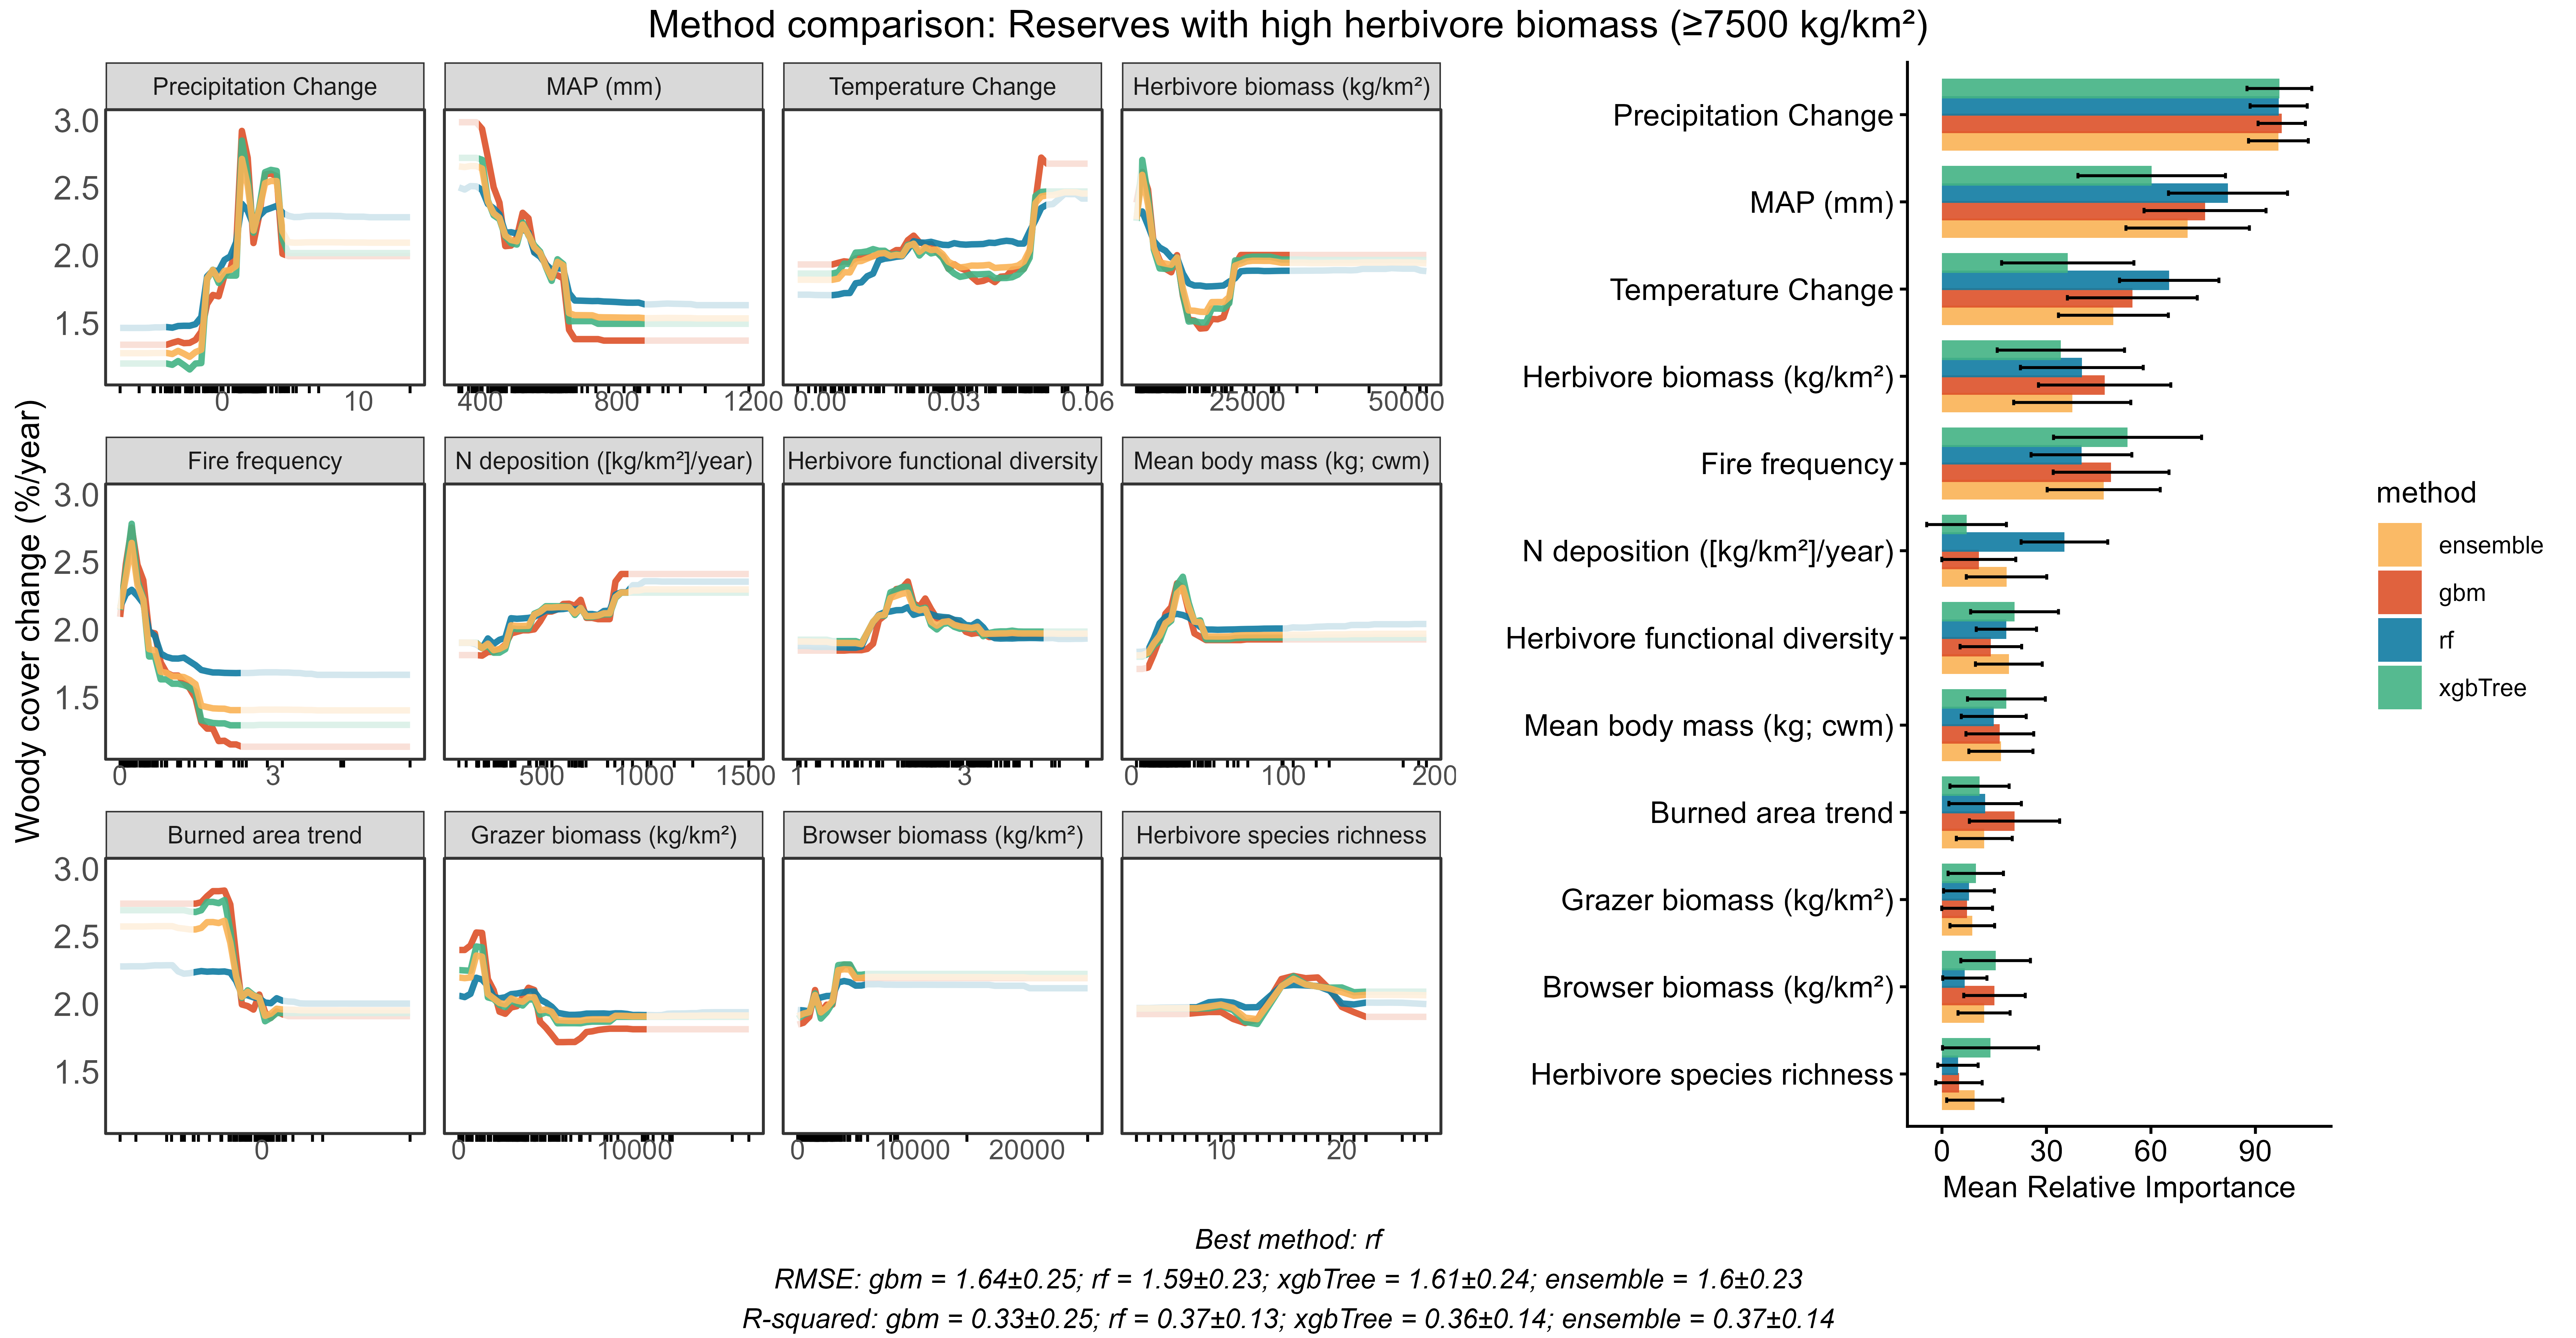 Method comparison: Reserves with high herbivore biomass (≥7500 kg/km²)
Woody cover change (%/year)
Precipitation Change
MAP (mm)
Temperature Change
Herbivore biomass (kg/km²)
3.0
2.5
2.0
1.5
0 10
400 800 1200
0.00 0.03 0.06
25000 50000
Fire frequency
N deposition ([kg/km²]/year)
Herbivore functional diversity
Mean body mass (kg; cwm)
3.0
2.5
2.0
1.5
0 3
500 1000 1500
1 3
0 100 200
Burned area trend
Grazer biomass (kg/km²)
Browser biomass (kg/km²)
Herbivore species richness
3.0
2.5
2.0
1.5
0
0 10000
0 10000 20000
10 20
Precipitation Change
MAP (mm)
Temperature Change
Herbivore biomass (kg/km²)
Fire frequency
N deposition ([kg/km²]/year)
Herbivore functional diversity
Mean body mass (kg; cwm)
Burned area trend
Grazer biomass (kg/km²)
Browser biomass (kg/km²)
Herbivore species richness
0 30 60 90
Mean Relative Importance
method
ensemble
gbm
rf
xgbTree
Best method: rf
RMSE: gbm = 1.64±0.25; rf = 1.59±0.23; xgbTree = 1.61±0.24; ensemble = 1.6±0.23
R-squared: gbm = 0.33±0.25; rf = 0.37±0.13; xgbTree = 0.36±0.14; ensemble = 0.37±0.14